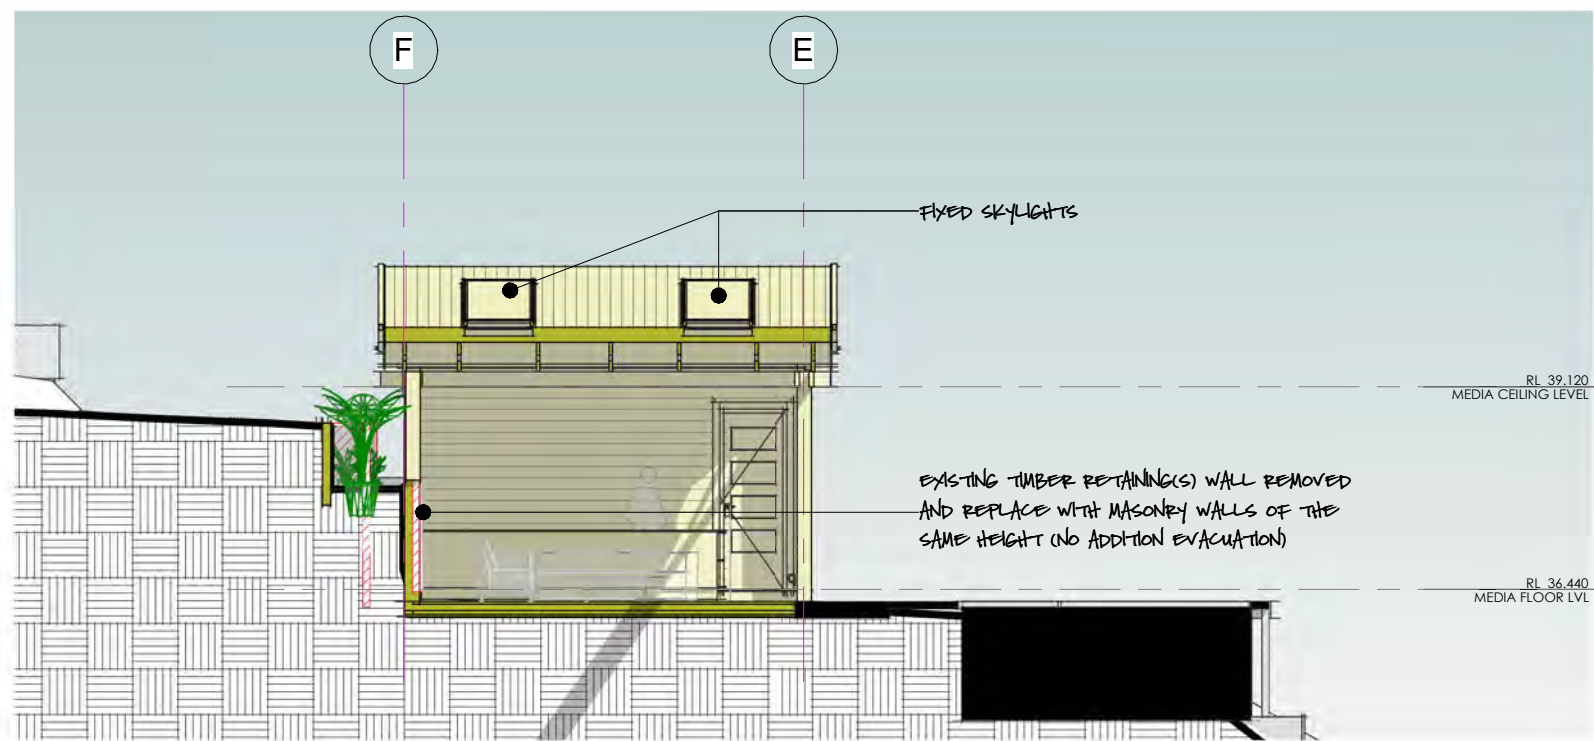 F
E
FIXED SKYLIGHTS
RL 39.120
MEDIA CEILING LEVEL
EXISTING TIMBER RETAINING(S) WALL REMOVED
AND REPLACE WITH MASONRY WALLS OF THE
SAME HEIGHT (NO ADDITION EVACUATION)
RL 36.440
MEDIA FLOOR LVL